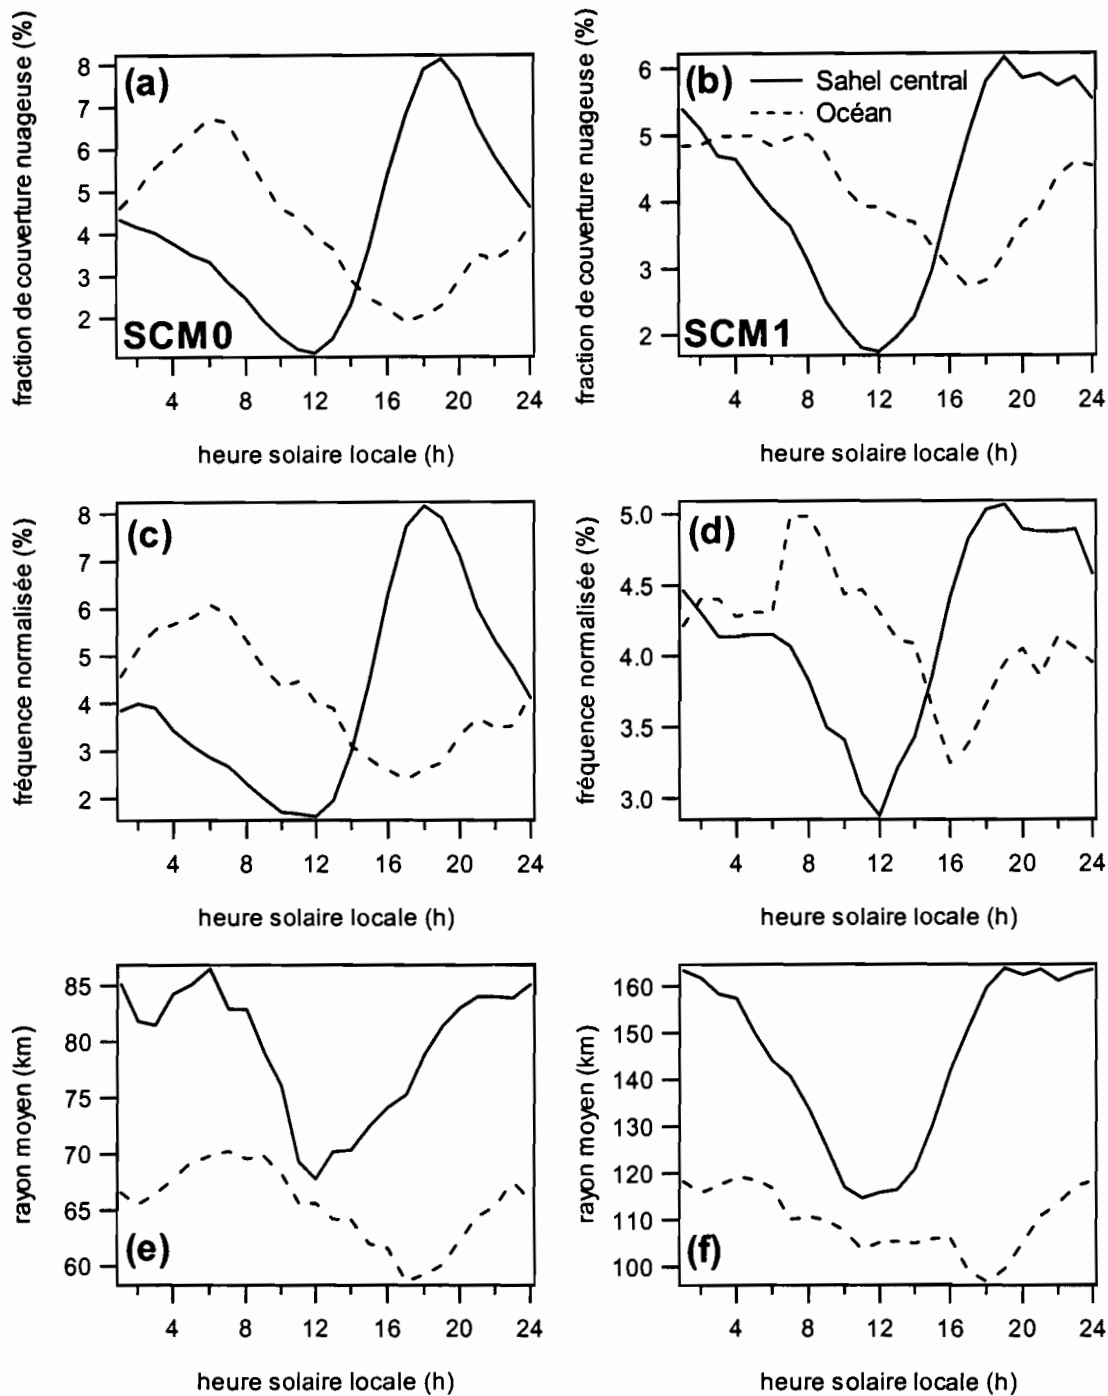 fraction de couverture nuageuse (%)
(a)
8
7
6
5
4
3
2
SCM0
4 8 12 16 20 24
heure solaire locale (h)
fraction de couverture nuageuse (%)
(b)
Sahel central
Océan
6
5
4
3
2
SCM1
4 8 12 16 20 24
heure solaire locale (h)
fréquence normalisée (%)
(c)
8
7
6
5
4
3
2
4 8 12 16 20 24
heure solaire locale (h)
fréquence normalisée (%)
(d)
5.0
4.5
4.0
3.5
3.0
4 8 12 16 20 24
heure solaire locale (h)
rayon moyen (km)
85
80
75
70
65
60
(e)
4 8 12 16 20 24
heure solaire locale (h)
rayon moyen (km)
160
150
140
130
120
110
100
(f)
4 8 12 16 20 24
heure solaire locale (h)